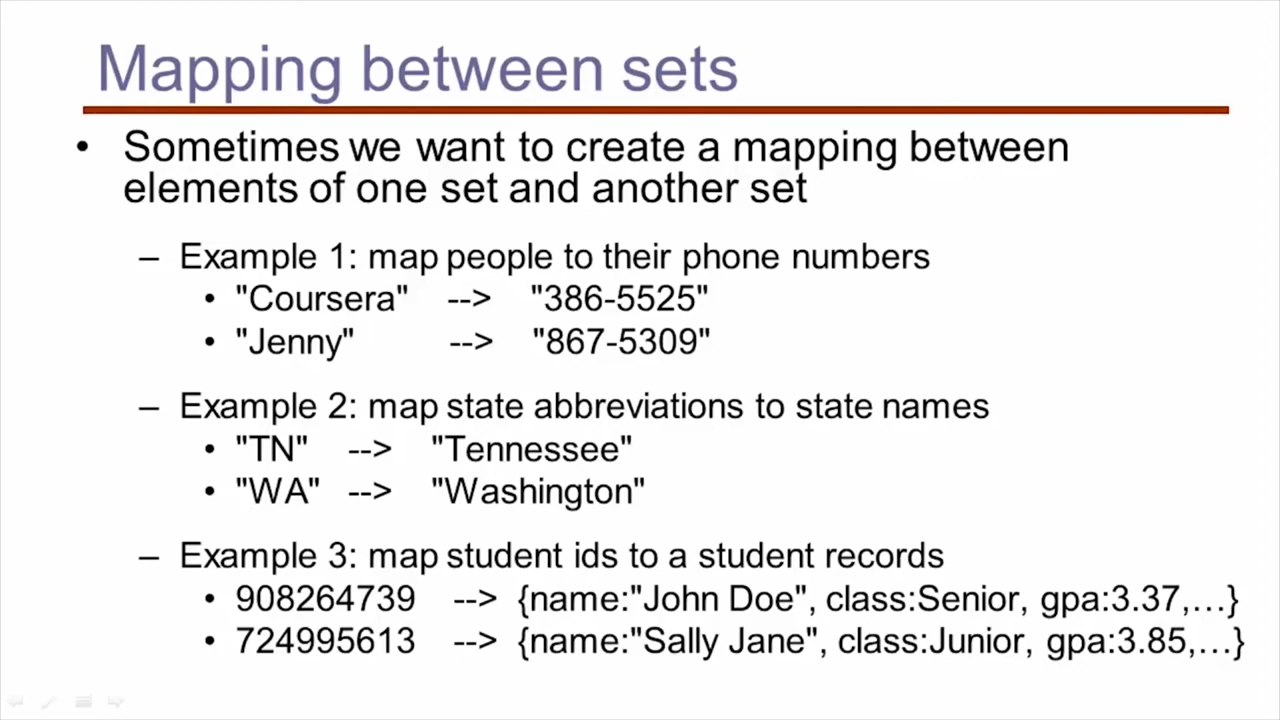 Mapping between sets
• Sometimes we want to create a mapping between
elements of one set and another set
– Example 1: map people to their phone numbers
• "Coursera" --> "386-5525"
• "Jenny" --> "867-5309"
– Example 2: map state abbreviations to state names
• "TN" --> "Tennessee"
• "WA" --> "Washington"
– Example 3: map student ids to a student records
• 908264739 --> {name:"John Doe", class:Senior, gpa:3.37,…}
• 724995613 --> {name:"Sally Jane", class:Junior, gpa:3.85,…}